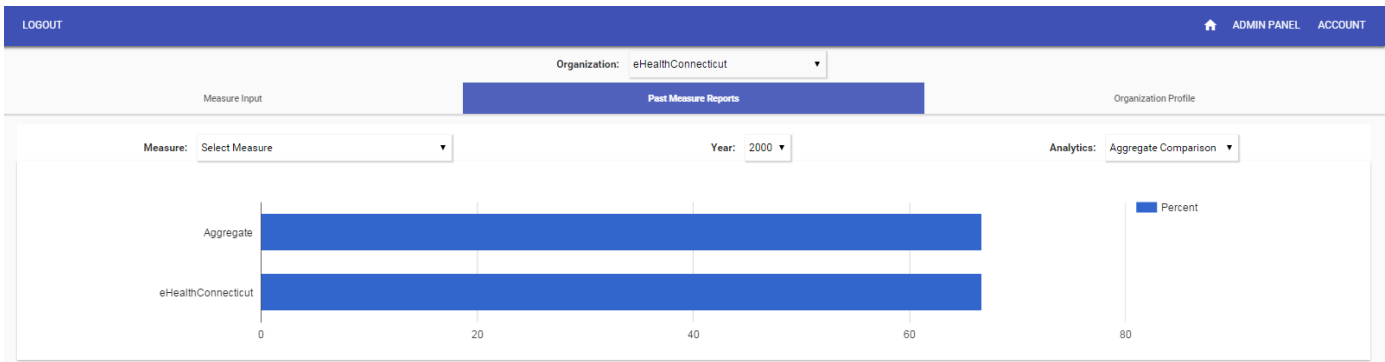 LOGOUT ADMIN PANEL ACCOUNT
Organization: eHealthConnecticut
Measure Input Past Measure Reports Organization Profile
Measure: Select Measure Year: 2000 Analytics: Aggregate Comparison
Percent
Aggregate
eHealthConnecticut
0 20 40 60 80